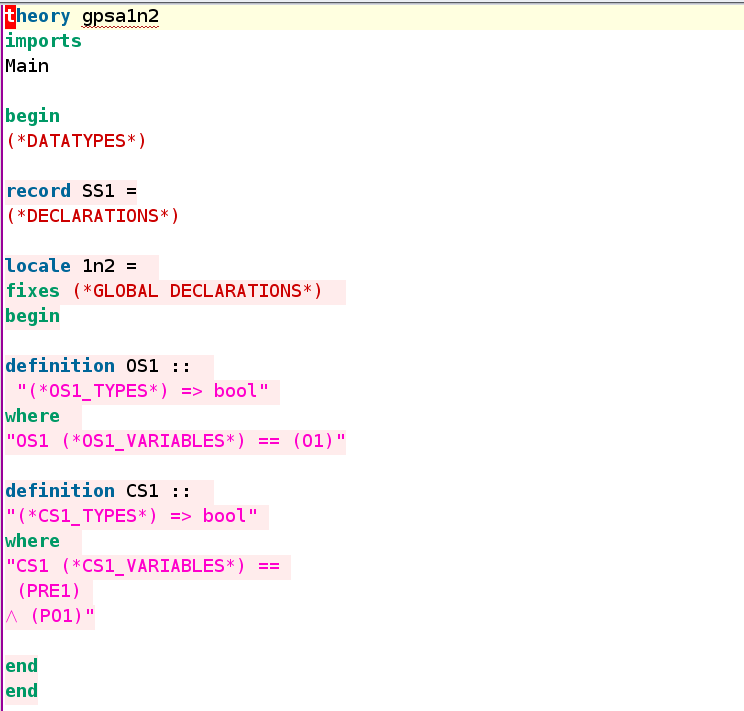 theory gpsa1n2
imports
Main
begin
(*DATATYPES*)
record SS1 =
(*DECLARATIONS*)
locale 1n2 =
fixes (*GLOBAL DECLARATIONS*)
begin
definition OS1 ::
"(*OS1_TYPES*) => bool"
where
"OS1 (*OS1_VARIABLES*) == (O1)"
definition CS1 ::
"(*CS1_TYPES*) => bool"
where
"CS1 (*CS1_VARIABLES*) ==
(PRE1)
∧ (PO1)"
end
end